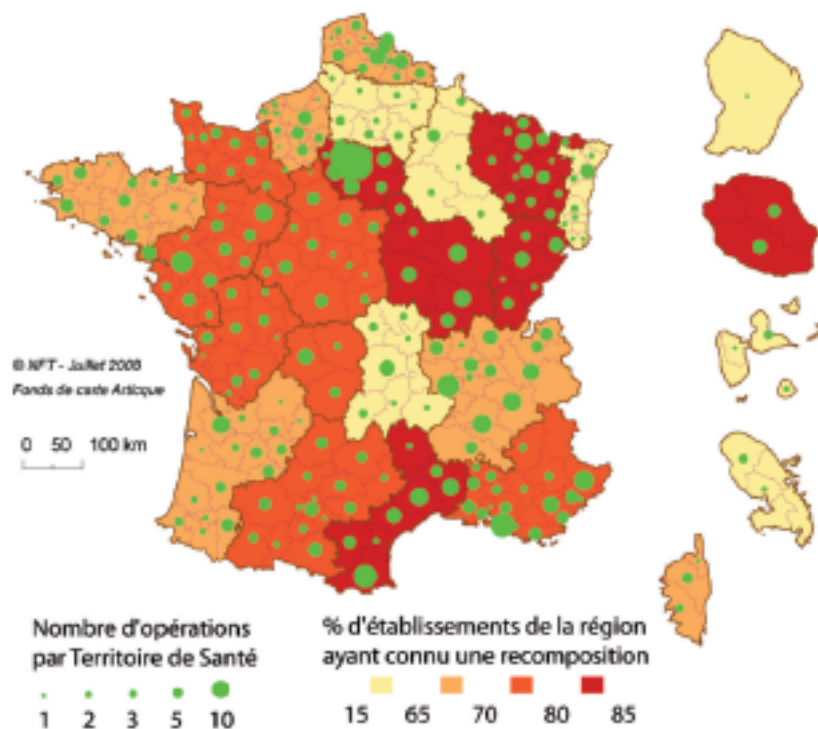 © NFT - Juillet 2008
Fonds de carte Articque
0 50 100 km
Nombre d'opérations
par Territoire de Santé
1 2 3 5 10
% d'établissements de la région
ayant connu une recomposition
15 65 70 80 85